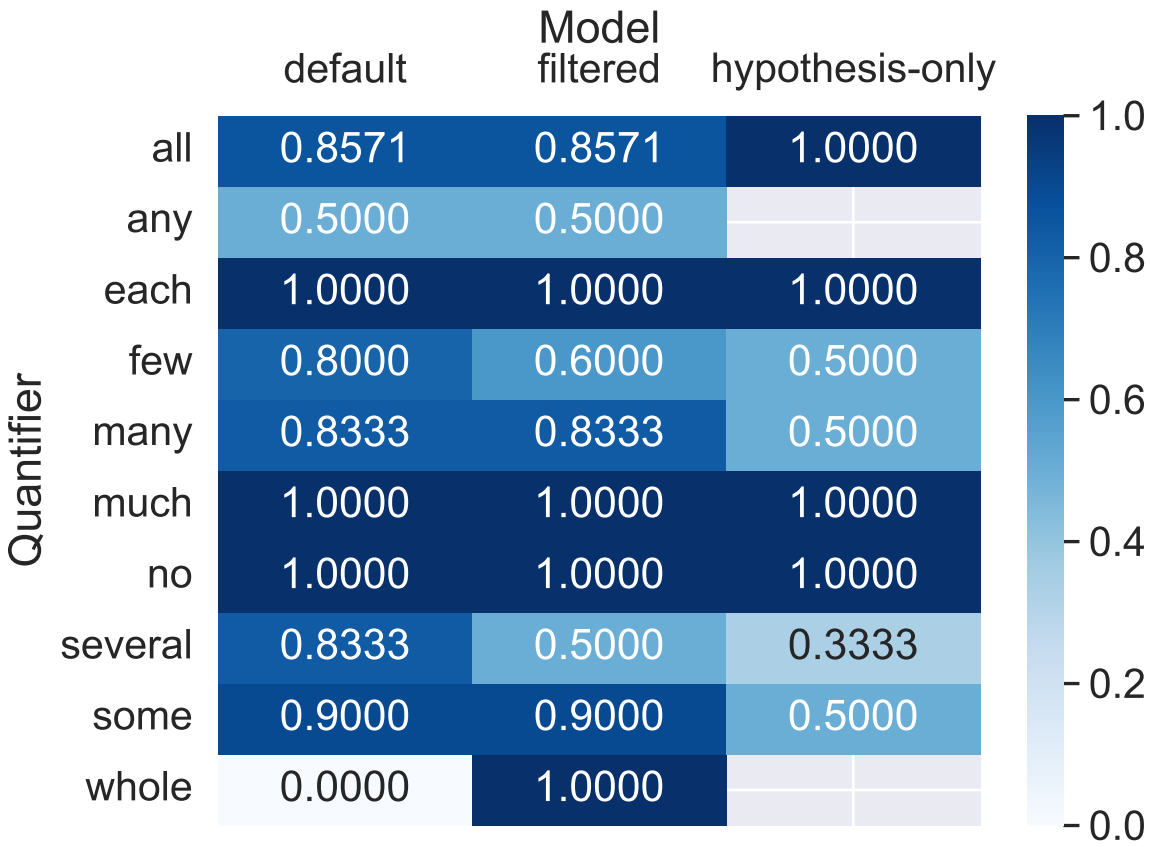 Model
default filtered hypothesis-only
all 0.8571 0.8571 1.0000
any 0.5000 0.5000
each 1.0000 1.0000 1.0000
few 0.8000 0.6000 0.5000
many 0.8333 0.8333 0.5000
much 1.0000 1.0000 1.0000
no 1.0000 1.0000 1.0000
several 0.8333 0.5000 0.3333
some 0.9000 0.9000 0.5000
whole 0.0000 1.0000
Quantifier
1.0
0.8
0.6
0.4
0.2
0.0